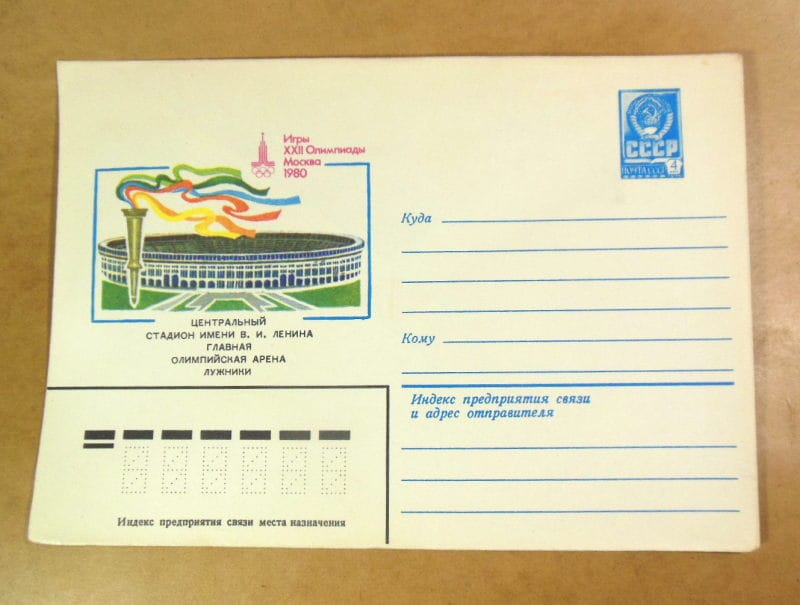 Игры
XXII Олимпиады
Москва
1980
СССР
ПОЧТА СССР 4
ЦЕНТРАЛЬНЫЙ
СТАДИОН ИМЕНИ В. И. ЛЕНИНА
ГЛАВНАЯ
ОЛИМПИЙСКАЯ АРЕНА
ЛУЖНИКИ
Куда
Кому
Индекс предприятия связи
и адрес отправителя
Индекс предприятия связи места назначения